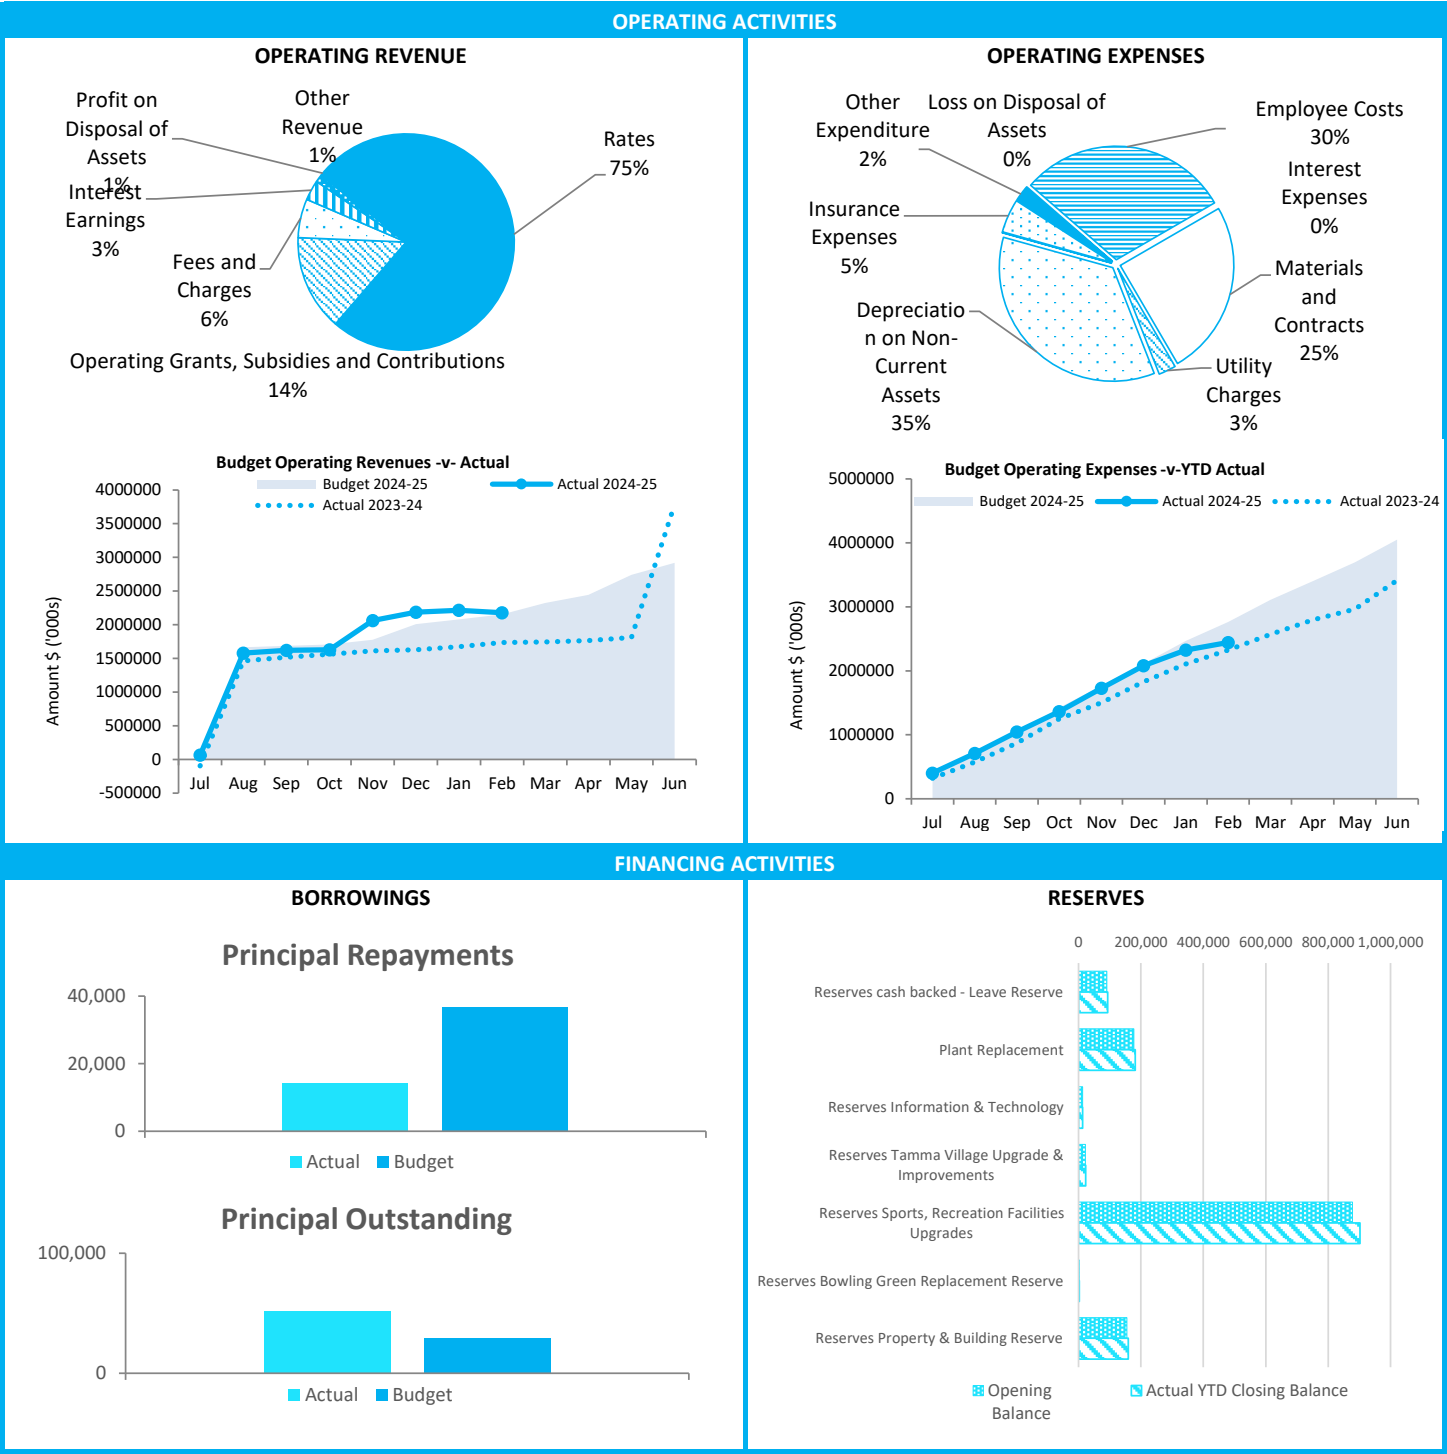 OPERATING ACTIVITIES
OPERATING REVENUE
Profit on
Disposal of
Assets
1%
Other
Revenue
1%
Rates
75%
Interest
Earnings
3%
Fees and
Charges
6%
Operating Grants, Subsidies and Contributions
14%
OPERATING EXPENSES
Other
Expenditure
2%
Loss on Disposal of
Assets
0%
Employee Costs
30%
Interest
Expenses
0%
Insurance
Expenses
5%
Materials
and
Contracts
25%
Depreciatio
n on Non-
Current
Assets
35%
Utility
Charges
3%
Budget Operating Revenues -v- Actual
Budget 2024-25
Actual 2024-25
Actual 2023-24
Amount $ ('000s)
4000000
3500000
3000000
2500000
2000000
1500000
1000000
500000
0
-500000
Jul Aug Sep Oct Nov Dec Jan Feb Mar Apr May Jun
Budget Operating Expenses -v-YTD Actual
Budget 2024-25 Actual 2024-25 Actual 2023-24
Amount $ ('000s)
5000000
4000000
3000000
2000000
1000000
0
Jul Aug Sep Oct Nov Dec Jan Feb Mar Apr May Jun
FINANCING ACTIVITIES
BORROWINGS
Principal Repayments
40,000
20,000
0
Actual Budget
Principal Outstanding
100,000
0
Actual Budget
RESERVES
0 200,000 400,000 600,000 800,000 1,000,000
Reserves cash backed - Leave Reserve
Plant Replacement
Reserves Information & Technology
Reserves Tamma Village Upgrade &
Improvements
Reserves Sports, Recreation Facilities
Upgrades
Reserves Bowling Green Replacement Reserve
Reserves Property & Building Reserve
Opening
Balance
Actual YTD Closing Balance